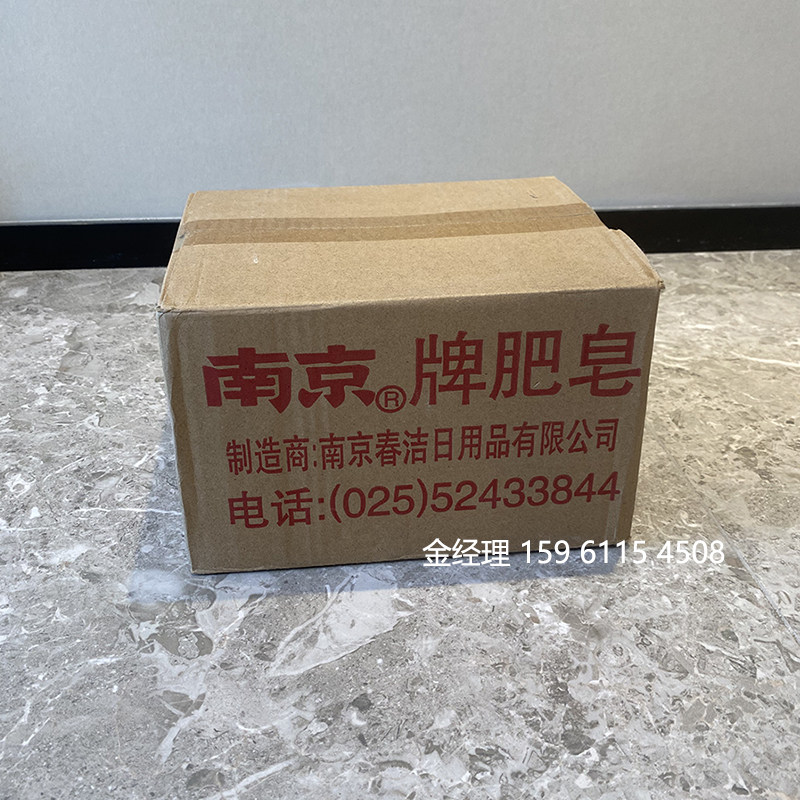 南京®牌肥皂
制造商:南京春洁日用品有限公司
电话:(025)52433844
金经理 159 6115 4508